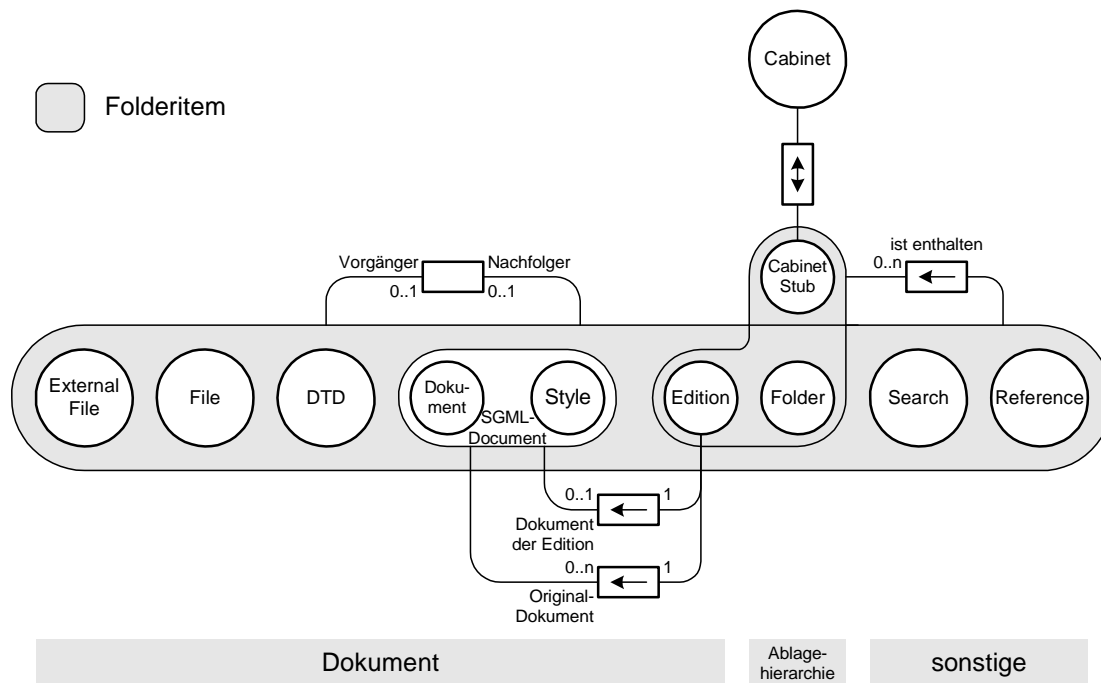 Cabinet
Folderitem
ist enthalten
0..n
Vorgänger
Nachfolger
0..1
0..1
Cabinet
Stub
External
File
File
DTD
Doku-
ment
Style
SGML-
Document
Edition
Folder
Search
Reference
0..1
1
Dokument
der Edition
0..n
1
Original-
Dokument
Dokument
Ablage-
hierarchie
sonstige